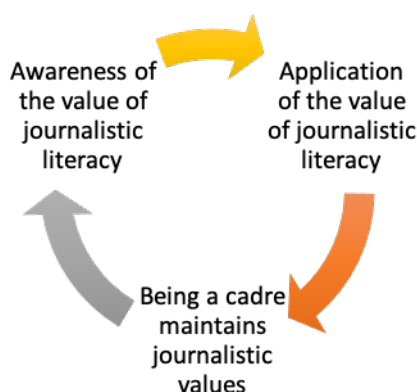 Awareness of
the value of
journalistic
literacy
Application
of the value
of journalistic
literacy
Being a cadre
maintains
journalistic
values